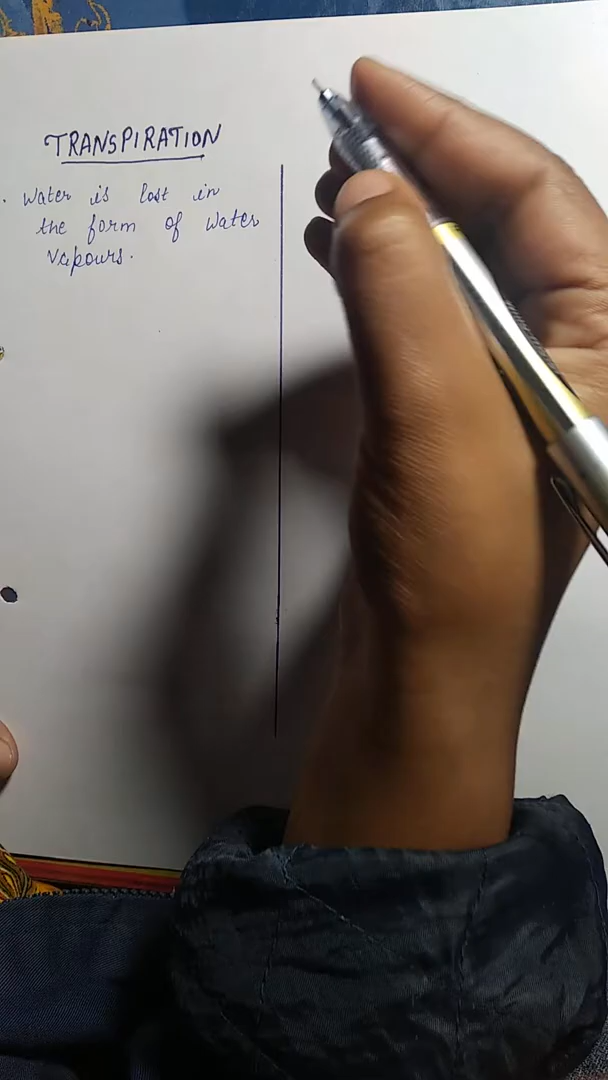 TRANSPIRATION
. Water is lost in
the form of water
vapours.